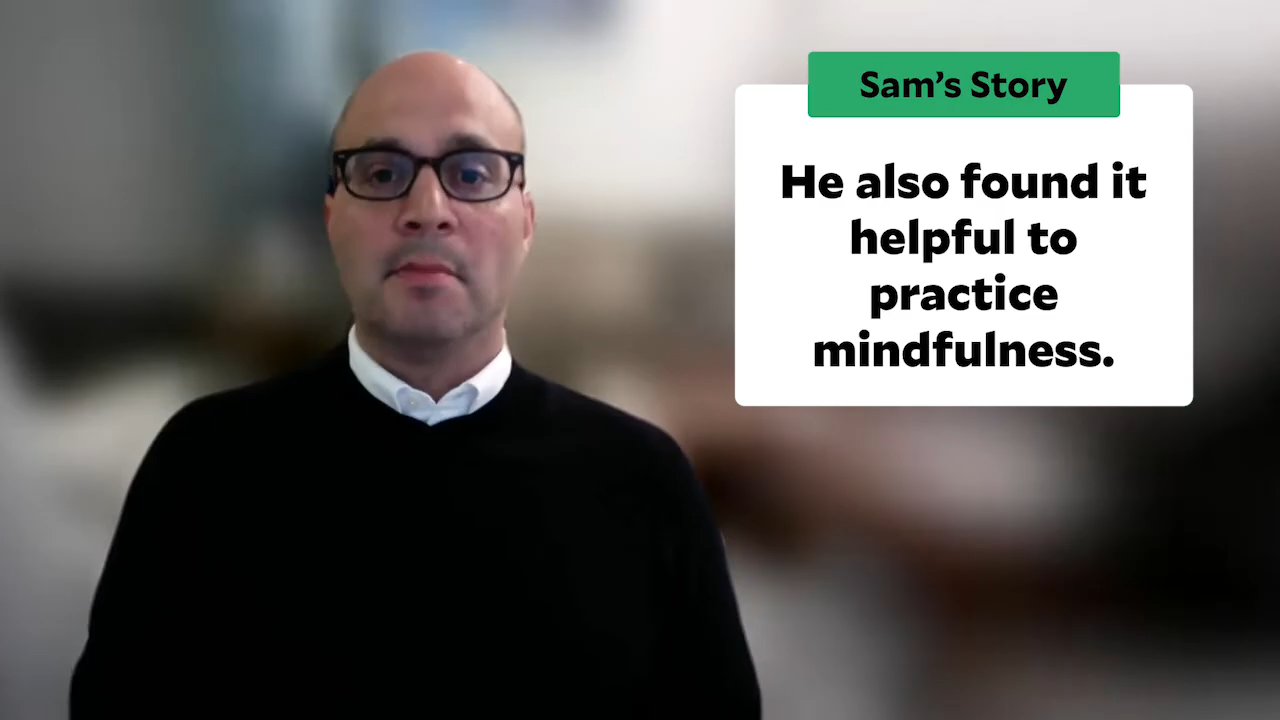 Sam’s Story
He also found it
helpful to
practice
mindfulness.